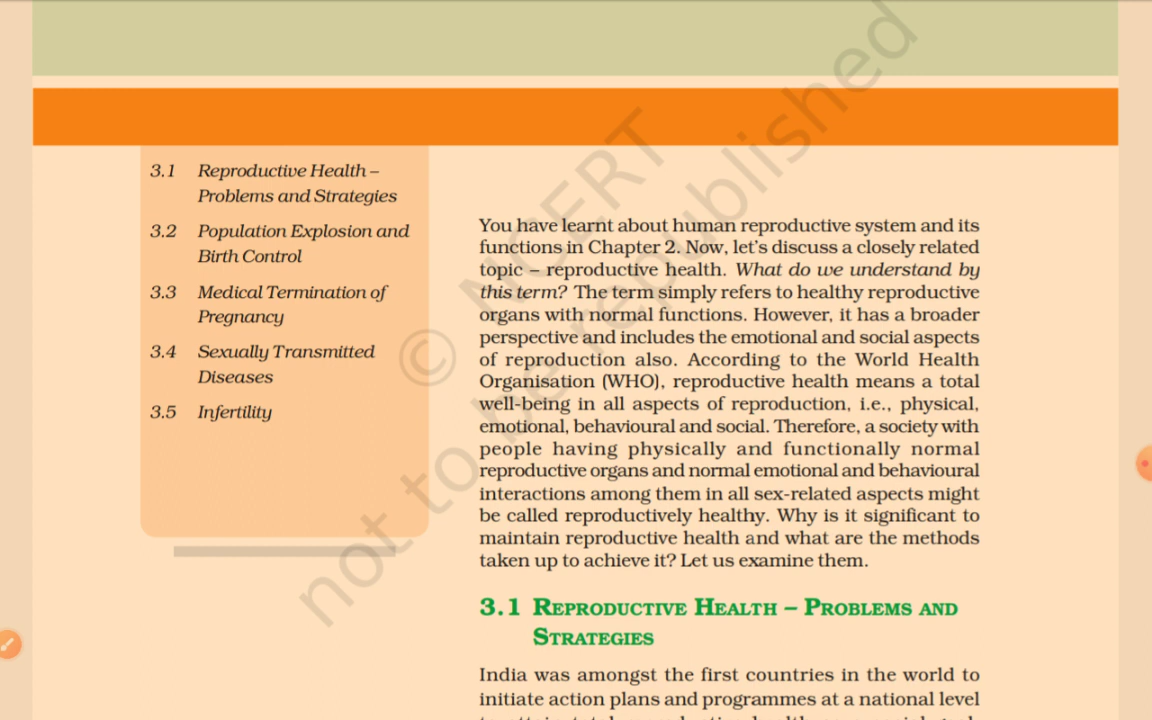 3.1 Reproductive Health –
Problems and Strategies
3.2 Population Explosion and
Birth Control
3.3 Medical Termination of
Pregnancy
3.4 Sexually Transmitted
Diseases
3.5 Infertility
You have learnt about human reproductive system and its
functions in Chapter 2. Now, let's discuss a closely related
topic – reproductive health. What do we understand by
this term? The term simply refers to healthy reproductive
organs with normal functions. However, it has a broader
perspective and includes the emotional and social aspects
of reproduction also. According to the World Health
Organisation (WHO), reproductive health means a total
well-being in all aspects of reproduction, i.e., physical,
emotional, behavioural and social. Therefore, a society with
people having physically and functionally normal
reproductive organs and normal emotional and behavioural
interactions among them in all sex-related aspects might
be called reproductively healthy. Why is it significant to
maintain reproductive health and what are the methods
taken up to achieve it? Let us examine them.
3.1 REPRODUCTIVE HEALTH – PROBLEMS AND
STRATEGIES
India was amongst the first countries in the world to
initiate action plans and programmes at a national level
© NCERT
not to be republished